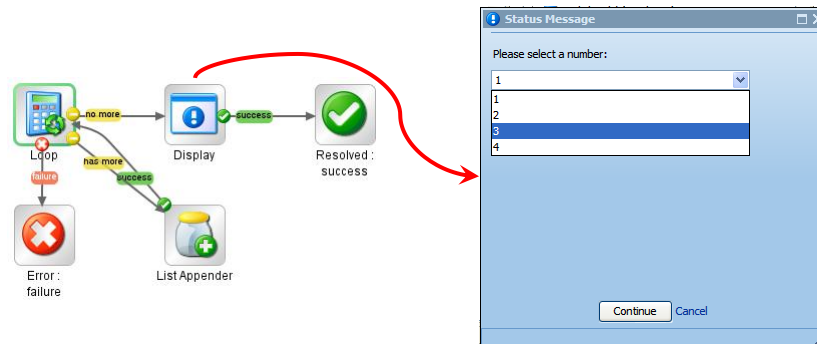 Status Message
Please select a number:
1
1
2
3
4
Continue Cancel
no more
success
Loop
Display
Resolved :
success
has more
failure
success
Error :
failure
List Appender